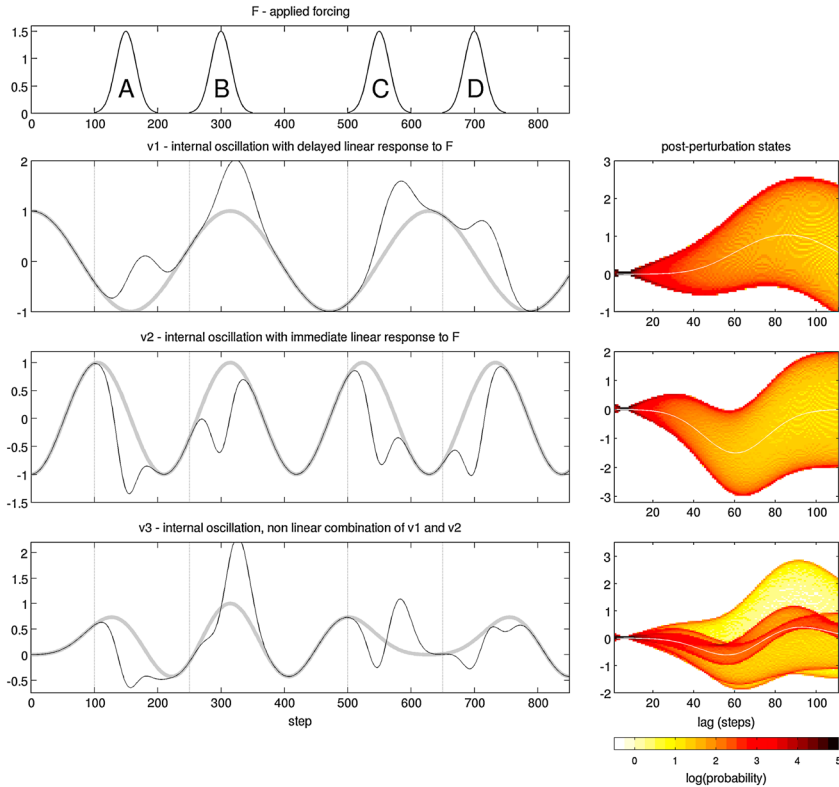 F - applied forcing
1.5
1
0.5
0
A B C D
0 100 200 300 400 500 600 700 800
v1 - internal oscillation with delayed linear response to F
2
1
0
-1
0 100 200 300 400 500 600 700 800
post-perturbation states
3
2
1
0
-1
20 40 60 80 100
v2 - internal oscillation with immediate linear response to F
1
0.5
0
-0.5
-1
-1.5
0 100 200 300 400 500 600 700 800
2
1
0
-1
-2
-3
20 40 60 80 100
v3 - internal oscillation, non linear combination of v1 and v2
2
1.5
1
0.5
0
-0.5
0 100 200 300 400 500 600 700 800
step
3
2
1
0
-1
-2
20 40 60 80 100
lag (steps)
0 1 2 3 4 5
log(probability)